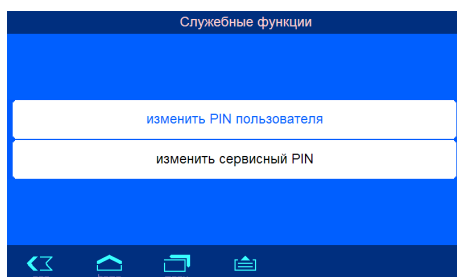 Служебные функции
изменить PIN пользователя
изменить сервисный PIN